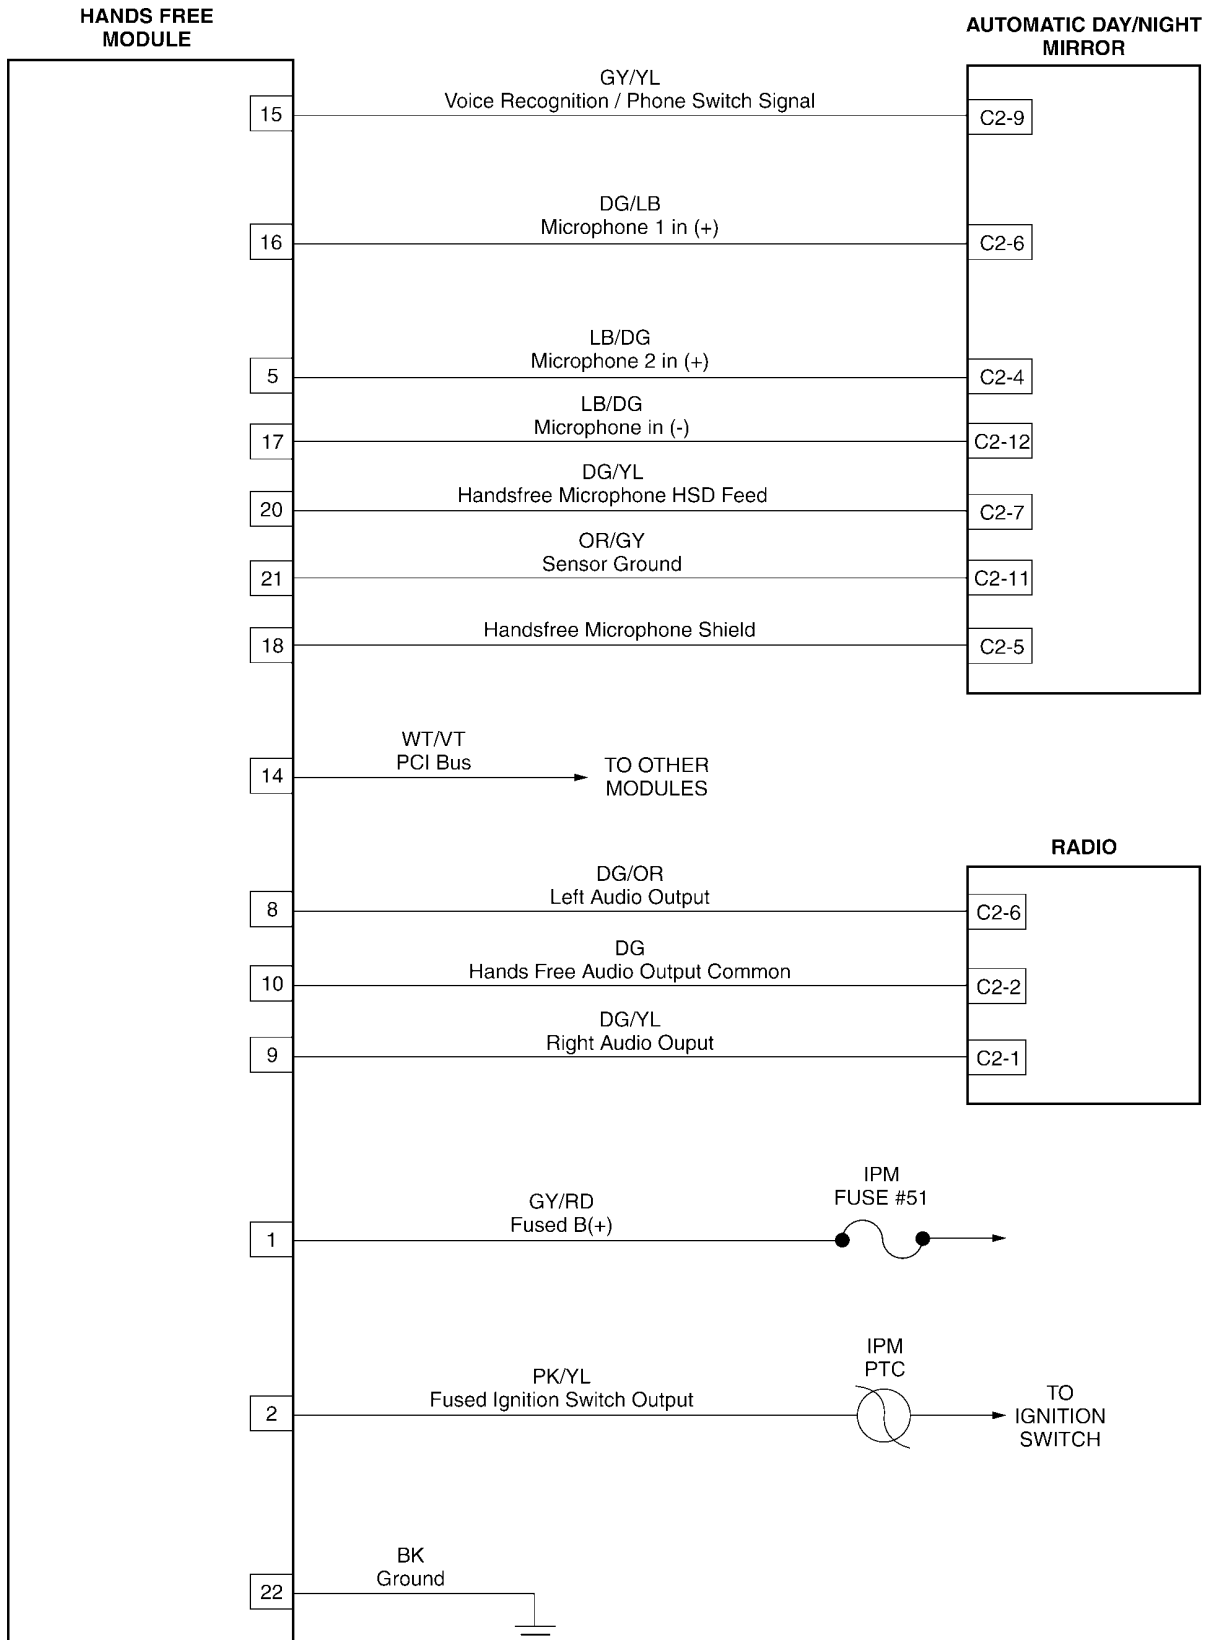 HANDS FREE
MODULE
AUTOMATIC DAY/NIGHT
MIRROR
GY/YL
Voice Recognition / Phone Switch Signal
15
C2-9
DG/LB
Microphone 1 in (+)
16
C2-6
LB/DG
Microphone 2 in (+)
5
C2-4
LB/DG
Microphone in (-)
17
C2-12
DG/YL
Handsfree Microphone HSD Feed
20
C2-7
OR/GY
Sensor Ground
21
C2-11
Handsfree Microphone Shield
18
C2-5
WT/VT
PCI Bus
14
TO OTHER
MODULES
RADIO
DG/OR
Left Audio Output
8
C2-6
DG
Hands Free Audio Output Common
10
C2-2
DG/YL
Right Audio Ouput
9
C2-1
IPM
FUSE #51
GY/RD
Fused B(+)
1
IPM
PTC
PK/YL
Fused Ignition Switch Output
2
TO
IGNITION
SWITCH
BK
Ground
22